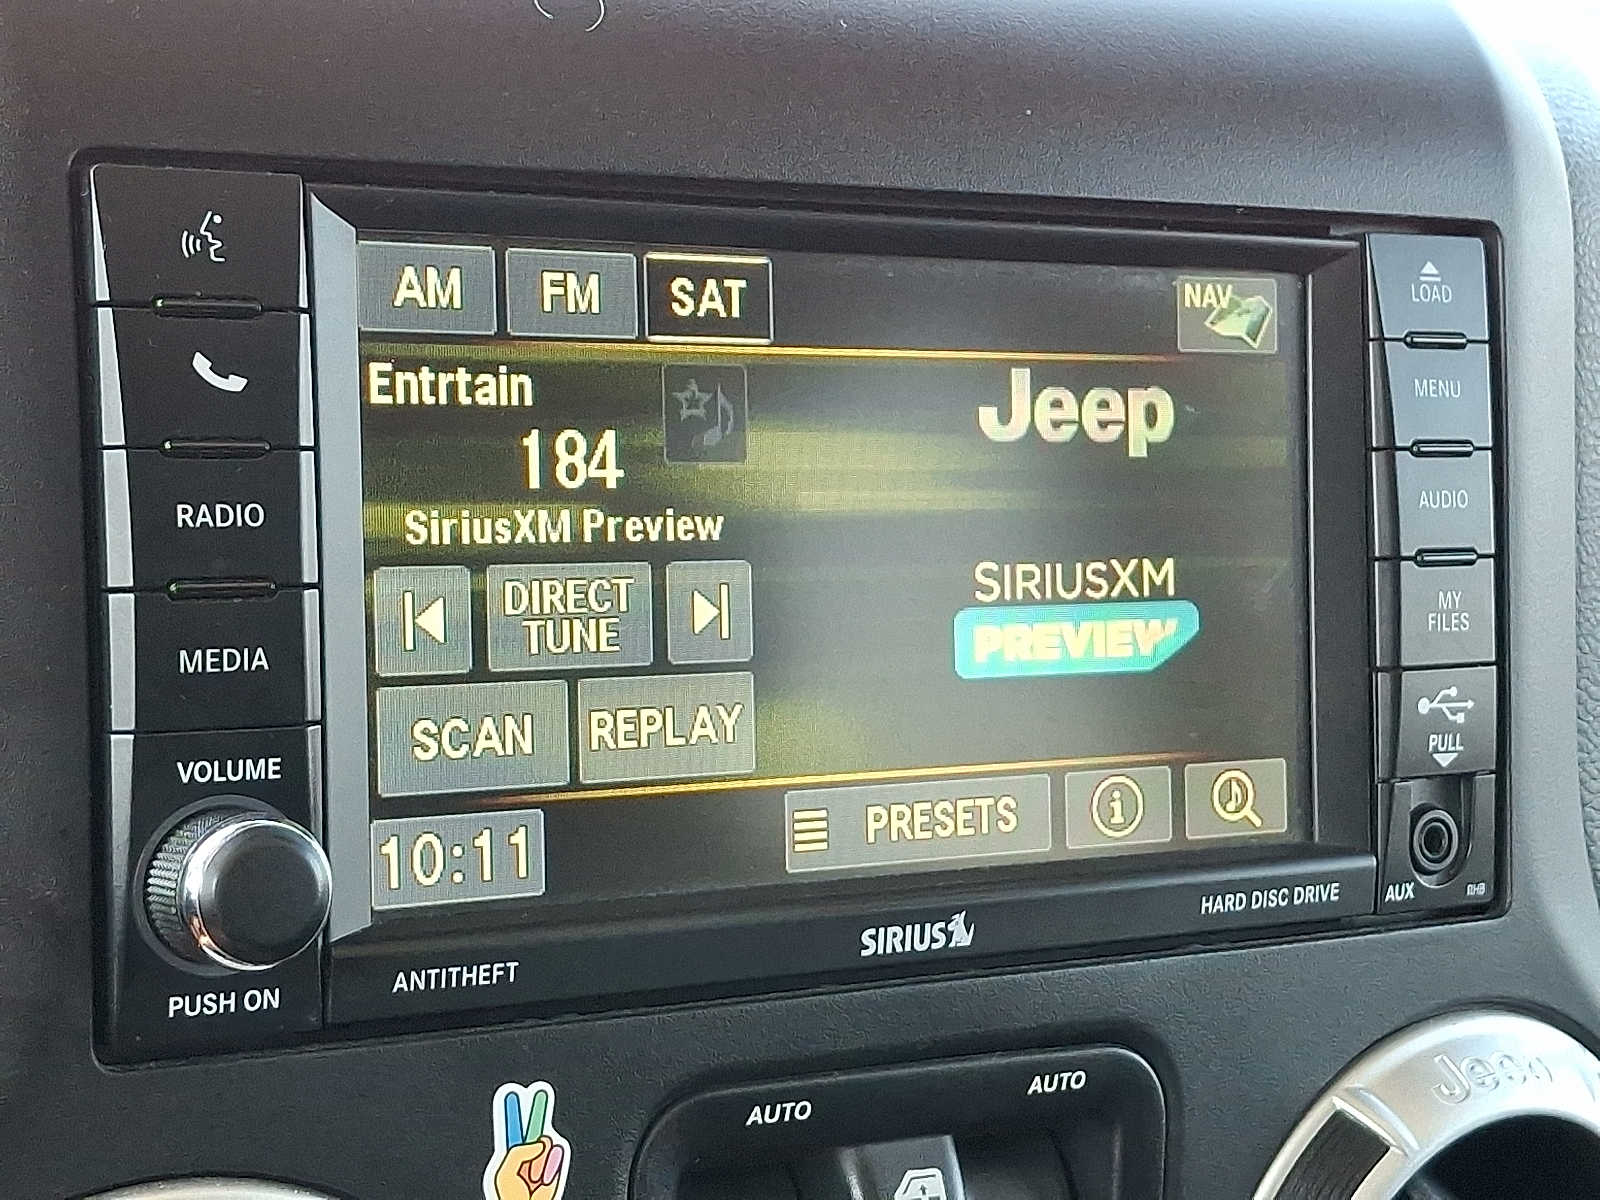 AM FM SAT
NAV
Entrtain
184
SiriusXM Preview
DIRECT
TUNE
SCAN REPLAY
10:11
Jeep
SIRIUSXM
PREVIEW
PRESETS
i
RADIO
MEDIA
VOLUME
PUSH ON
ANTITHEFT
SIRIUS
HARD DISC DRIVE
LOAD
MENU
AUDIO
MY
FILES
PULL
AUX
RHB
AUTO AUTO
Jeep